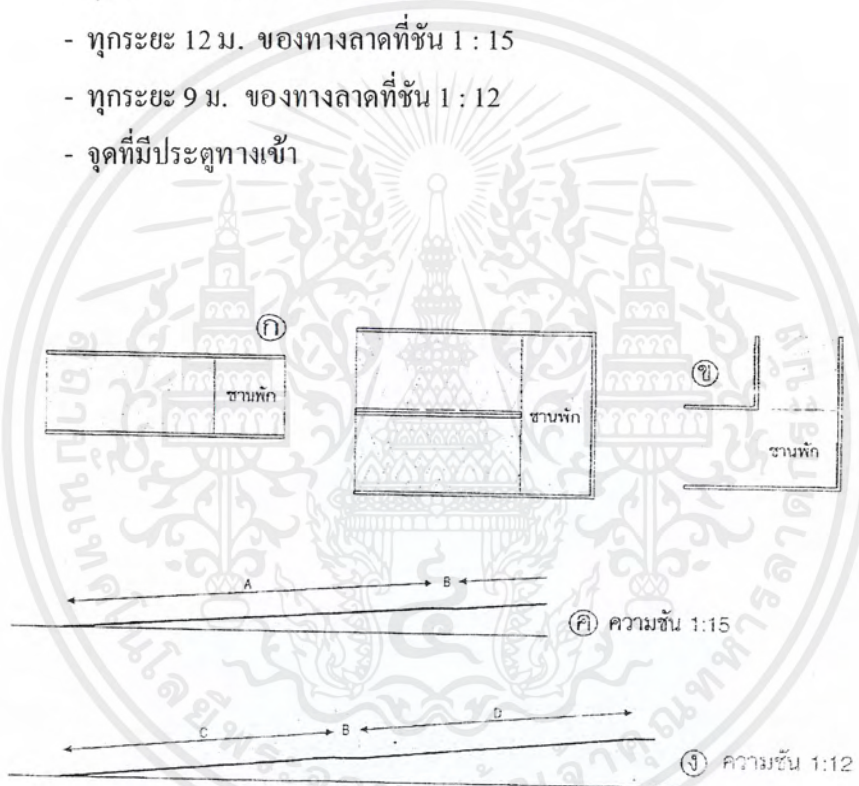 - ทุกระยะ 12 ม. ของทางลาดที่ชัน 1 : 15
- ทุกระยะ 9 ม. ของทางลาดที่ชัน 1 : 12
- จุดที่มีประตูทางเข้า
ก
ชานพัก
ชานพัก
ข
ชานพัก
A B
ค ความชัน 1:15
C B D
ง ความชัน 1:12